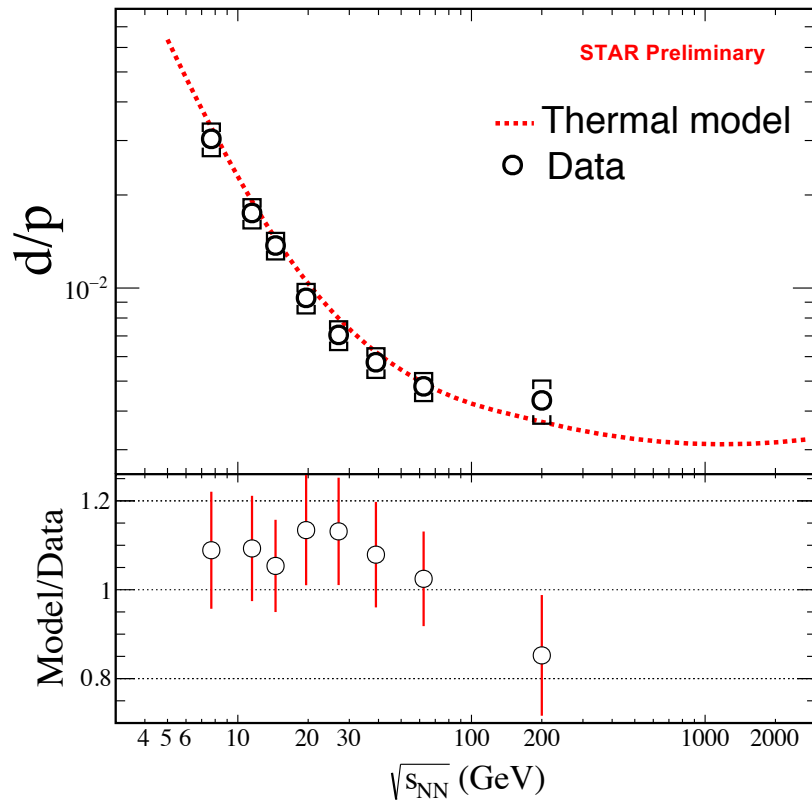 STAR Preliminary
Thermal model
Data
d/p
10⁻²
Model/Data
1.2
1
0.8
4 5 6 10 20 30 100 200 1000 2000
√sNN (GeV)